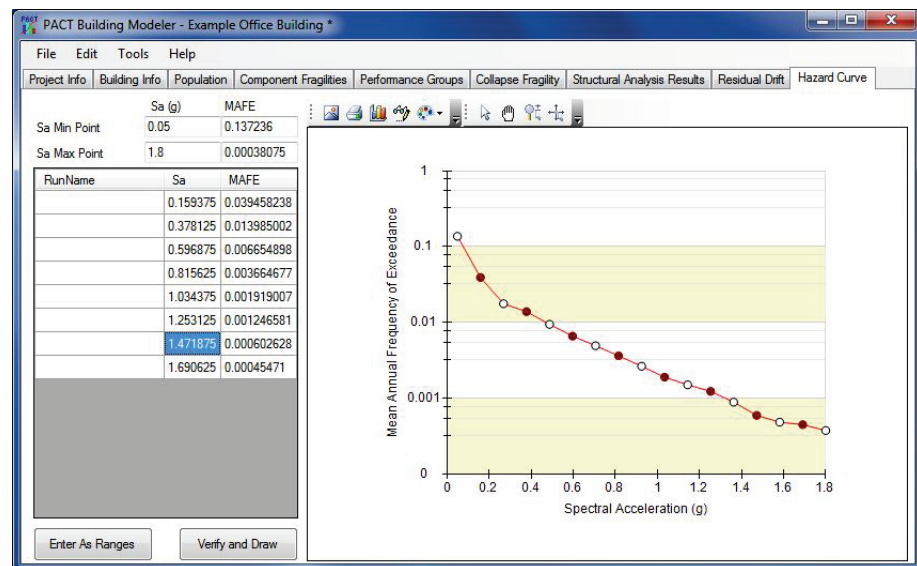 PACT Building Modeler - Example Office Building *
File Edit Tools Help
Project Info Building Info Population Component Fragilities Performance Groups Collapse Fragility Structural Analysis Results Residual Drift Hazard Curve
Sa (g) MAFE
Sa Min Point 0.05 0.137236
Sa Max Point 1.8 0.00038075
RunName Sa MAFE
0.159375 0.039458238
0.378125 0.013985002
0.596875 0.006654898
0.815625 0.003664677
1.034375 0.001919007
1.253125 0.001246581
1.471875 0.000602628
1.690625 0.00045471
Enter As Ranges Verify and Draw
Mean Annual Frequency of Exceedance
1
0.1
0.01
0.001
0
0 0.2 0.4 0.6 0.8 1 1.2 1.4 1.6 1.8
Spectral Acceleration (g)